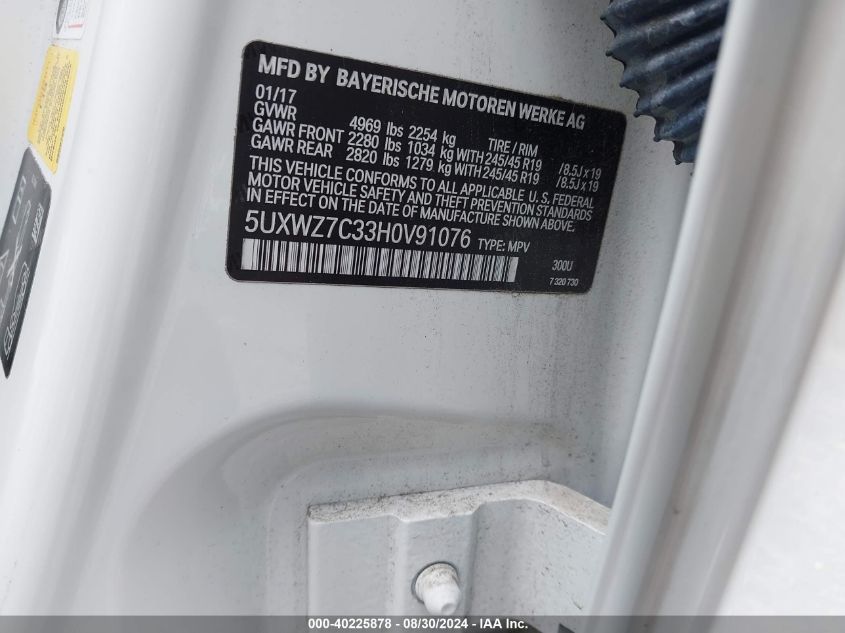 MFD BY BAYERISCHE MOTOREN WERKE AG
01/17
GVWR 4969 lbs 2254 kg TIRE / RIM
GAWR FRONT 2280 lbs 1034 kg WITH 245/45 R19 /8.5J x 19
GAWR REAR 2820 lbs 1279 kg WITH 245/45 R19 /8.5J x 19
THIS VEHICLE CONFORMS TO ALL APPLICABLE U. S. FEDERAL
MOTOR VEHICLE SAFETY AND THEFT PREVENTION STANDARDS
IN EFFECT ON THE DATE OF MANUFACTURE SHOWN ABOVE.
5UXWZ7C33H0V91076 TYPE: MPV
300U
7 320 730
000-40225878 - 08/30/2024 - IAA Inc.